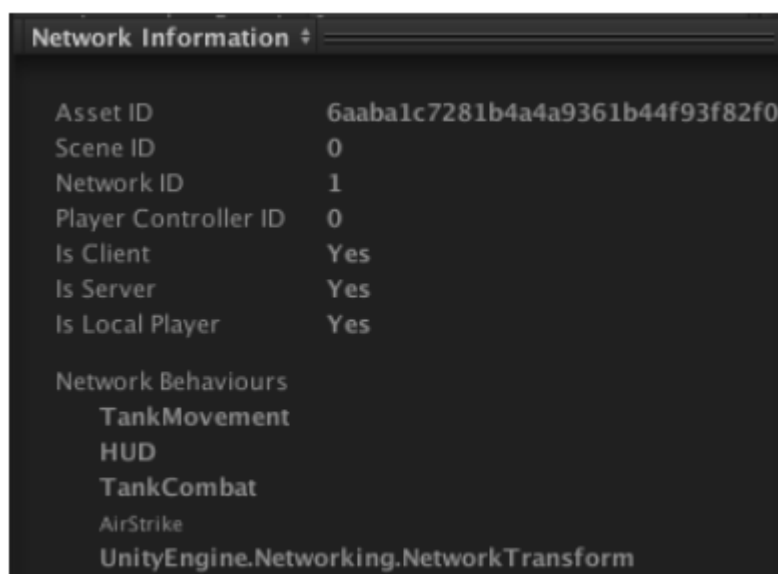 Network Information
Asset ID 6aaba1c7281b4a4a9361b44f93f82f0
Scene ID 0
Network ID 1
Player Controller ID 0
Is Client Yes
Is Server Yes
Is Local Player Yes
Network Behaviours
TankMovement
HUD
TankCombat
AirStrike
UnityEngine.Networking.NetworkTransform